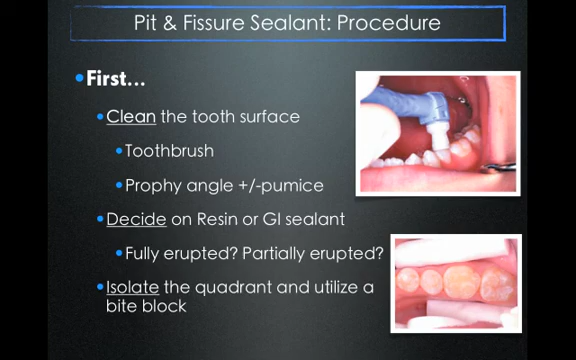 Pit & Fissure Sealant: Procedure
•First...
•Clean the tooth surface
•Toothbrush
•Prophy angle +/-pumice
•Decide on Resin or GI sealant
•Fully erupted? Partially erupted?
•Isolate the quadrant and utilize a
bite block